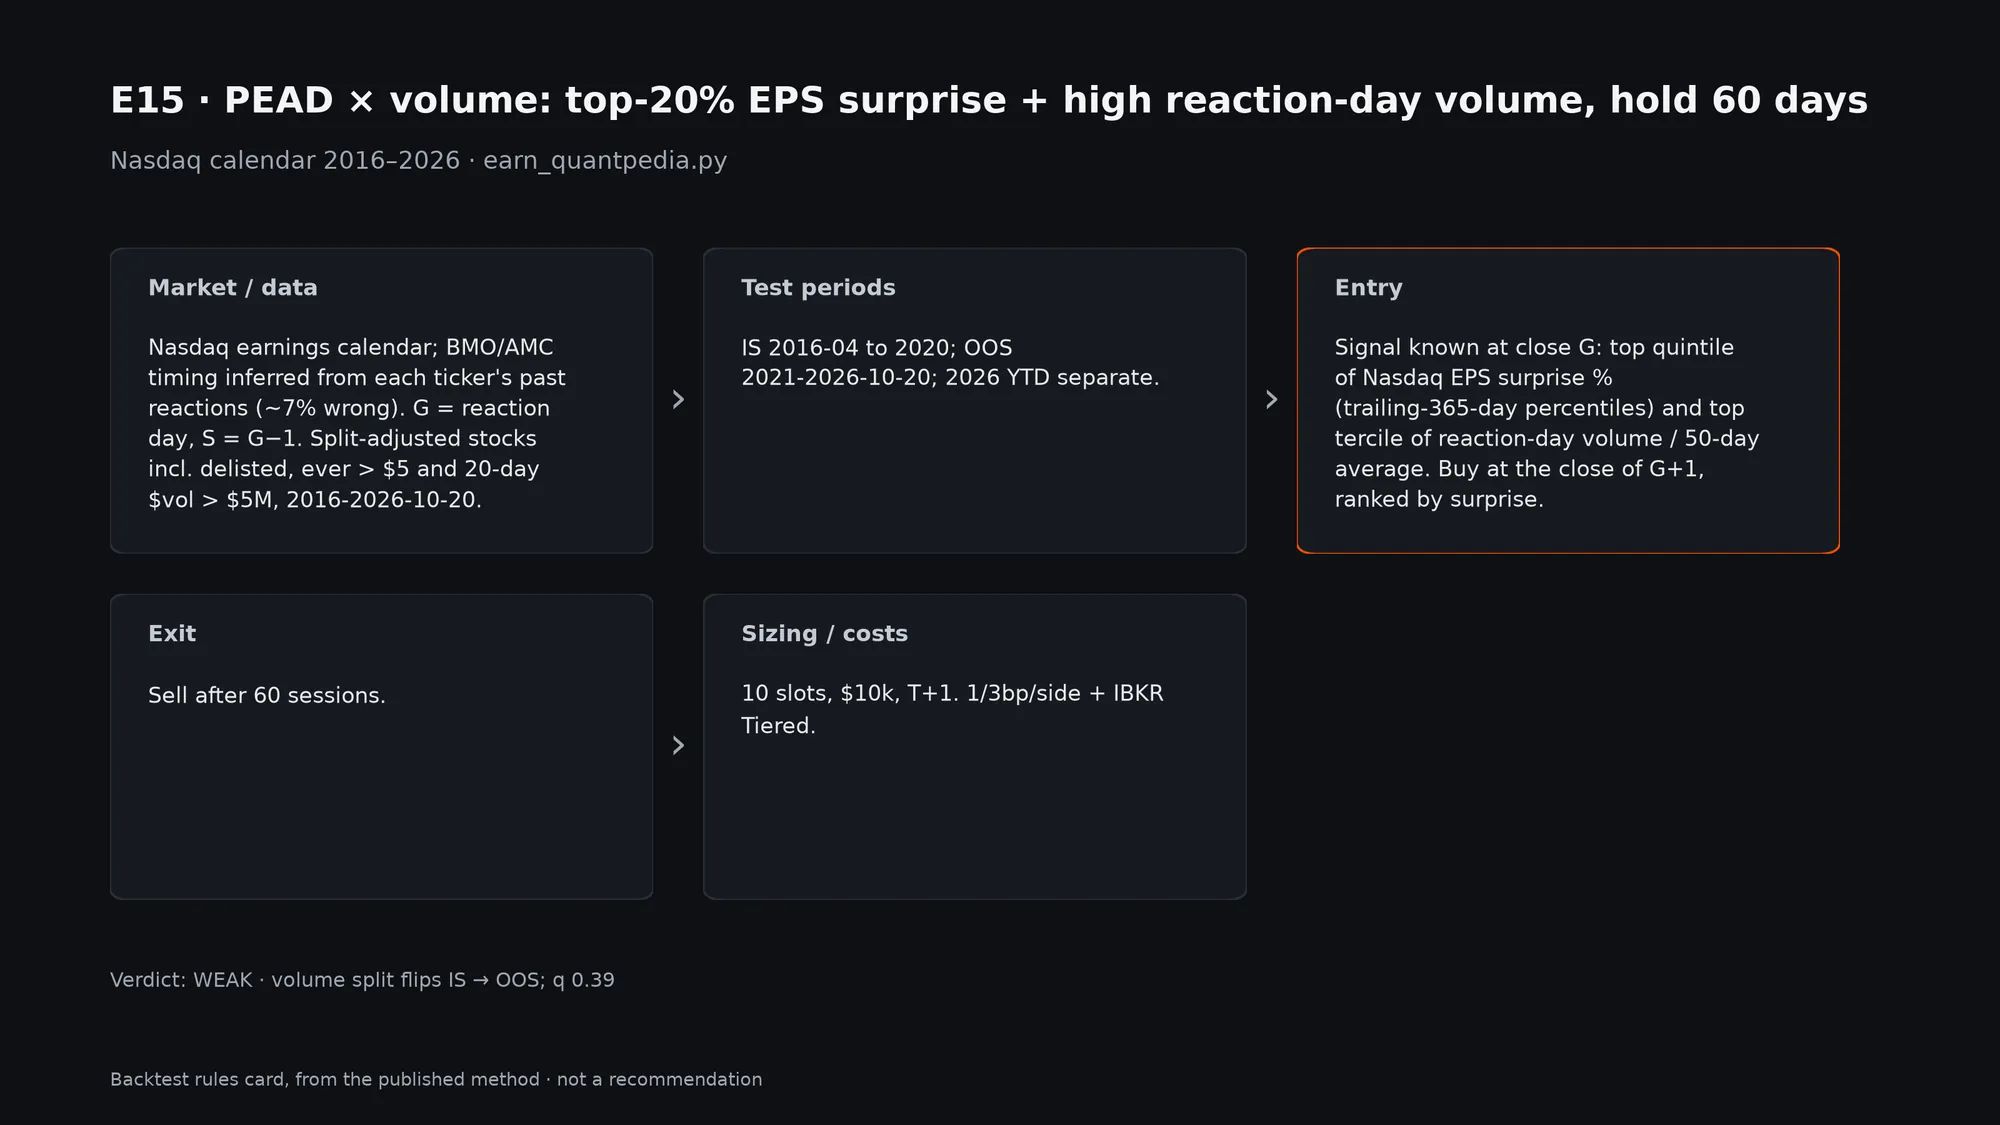 E15 · PEAD × volume: top-20% EPS surprise + high reaction-day volume, hold 60 days
Nasdaq calendar 2016–2026 · earn_quantpedia.py
Market / data
Nasdaq earnings calendar; BMO/AMC
timing inferred from each ticker's past
reactions (~7% wrong). G = reaction
day, S = G−1. Split-adjusted stocks
incl. delisted, ever > $5 and 20-day
$vol > $5M, 2016-2026-10-20.
›
Test periods
IS 2016-04 to 2020; OOS
2021-2026-10-20; 2026 YTD separate.
›
Entry
Signal known at close G: top quintile
of Nasdaq EPS surprise %
(trailing-365-day percentiles) and top
tercile of reaction-day volume / 50-day
average. Buy at the close of G+1,
ranked by surprise.
Exit
Sell after 60 sessions.
›
Sizing / costs
10 slots, $10k, T+1. 1/3bp/side + IBKR
Tiered.
Verdict: WEAK · volume split flips IS → OOS; q 0.39
Backtest rules card, from the published method · not a recommendation